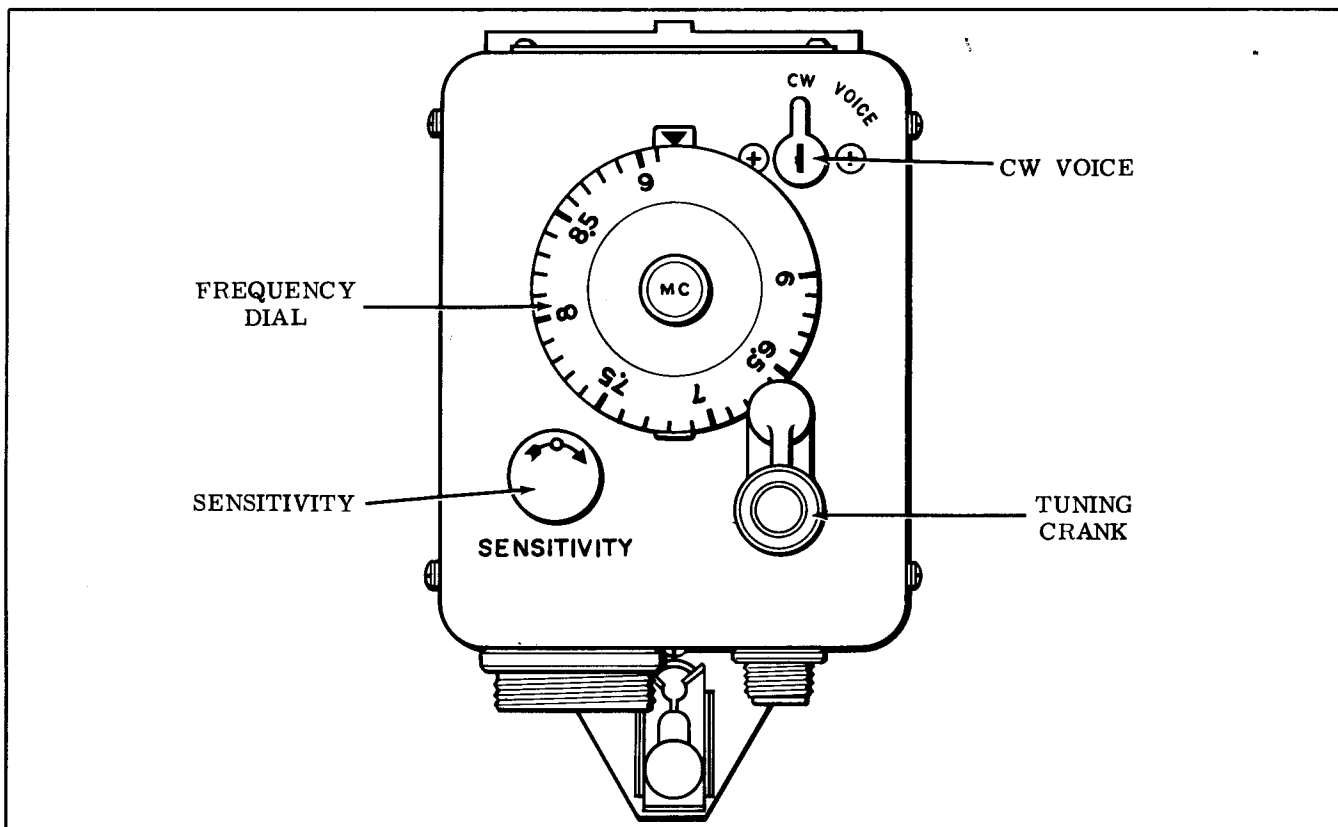 CW VOICE
CW VOICE
9
8.5
FREQUENCY
DIAL
MC
6
8
6.5
7.5
7
SENSITIVITY
TUNING
CRANK
SENSITIVITY